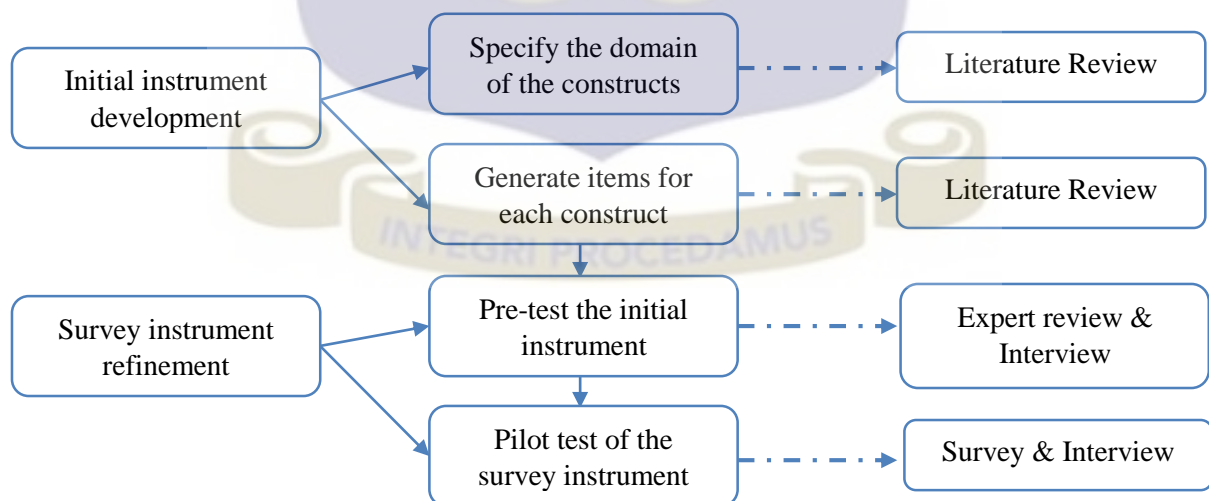 Initial instrument
development
Specify the domain
of the constructs
Literature Review
Generate items for
each construct
Literature Review
INTEGRI PROCEDAMUS
Survey instrument
refinement
Pre-test the initial
instrument
Expert review &
Interview
Pilot test of the
survey instrument
Survey & Interview